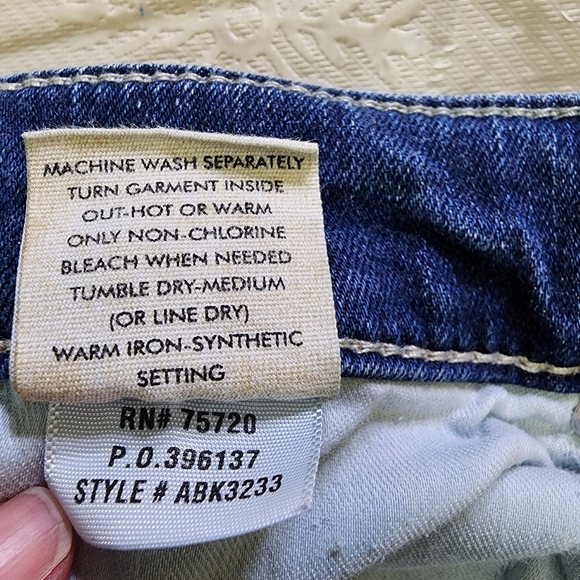 MACHINE WASH SEPARATELY
TURN GARMENT INSIDE
OUT-HOT OR WARM
ONLY NON-CHLORINE
BLEACH WHEN NEEDED
TUMBLE DRY-MEDIUM
(OR LINE DRY)
WARM IRON-SYNTHETIC
SETTING
RN# 75720
P.O.396137
STYLE # ABK3233